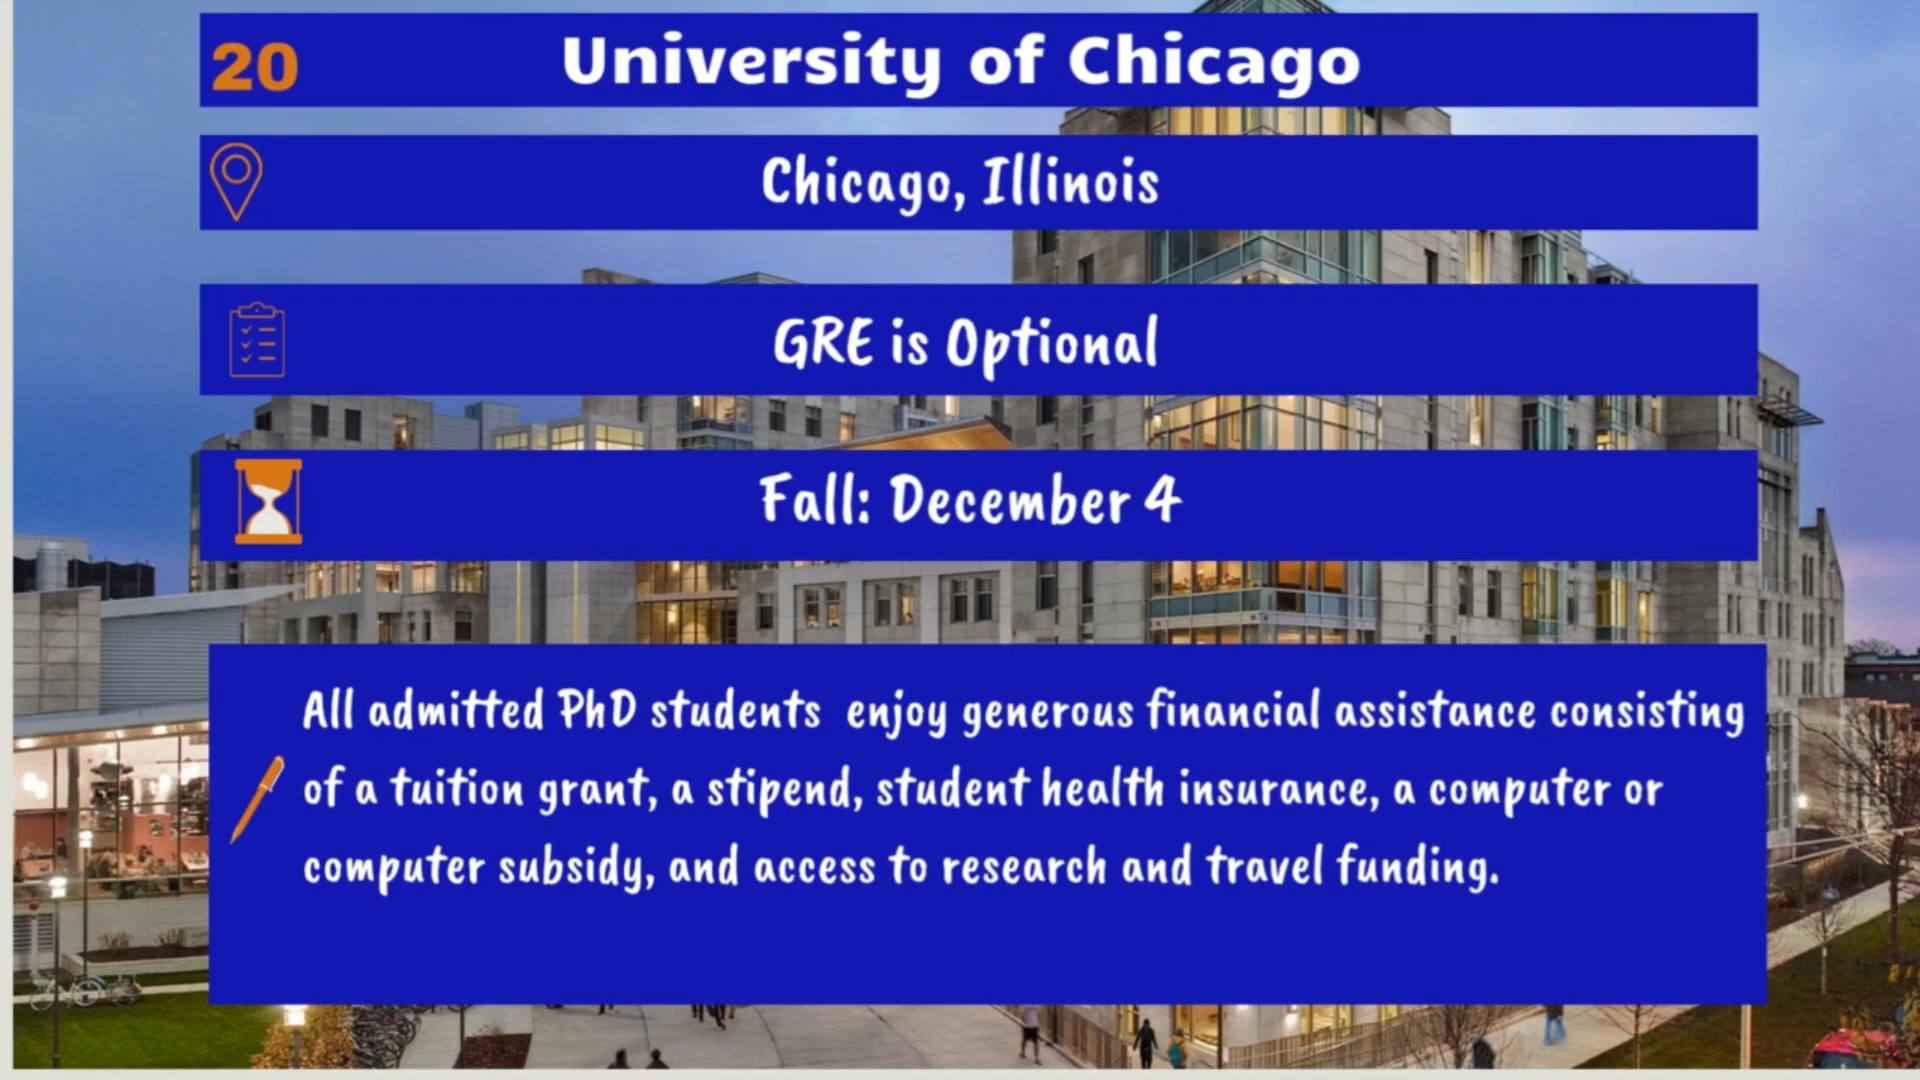 20
University of Chicago
Chicago, Illinois
GRE is Optional
Fall: December 4
All admitted PhD students enjoy generous financial assistance consisting
of a tuition grant, a stipend, student health insurance, a computer or
computer subsidy, and access to research and travel funding.